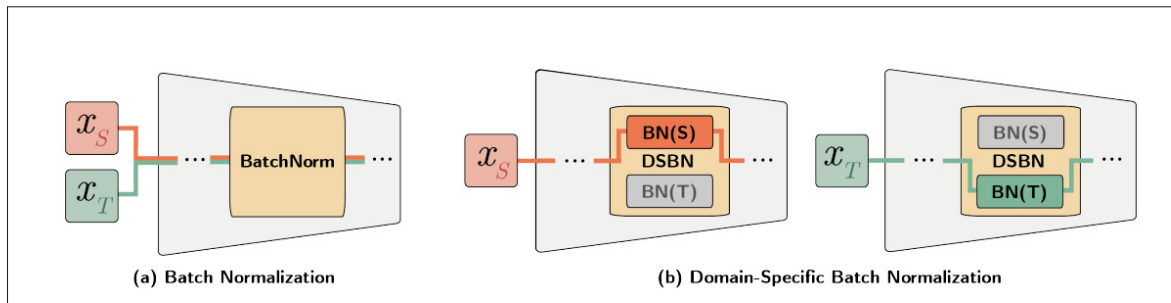 x_S
x_T
... BatchNorm ...
(a) Batch Normalization
x_S ... BN(S) DSBN BN(T) ...
x_T ... BN(S) DSBN BN(T) ...
(b) Domain-Specific Batch Normalization